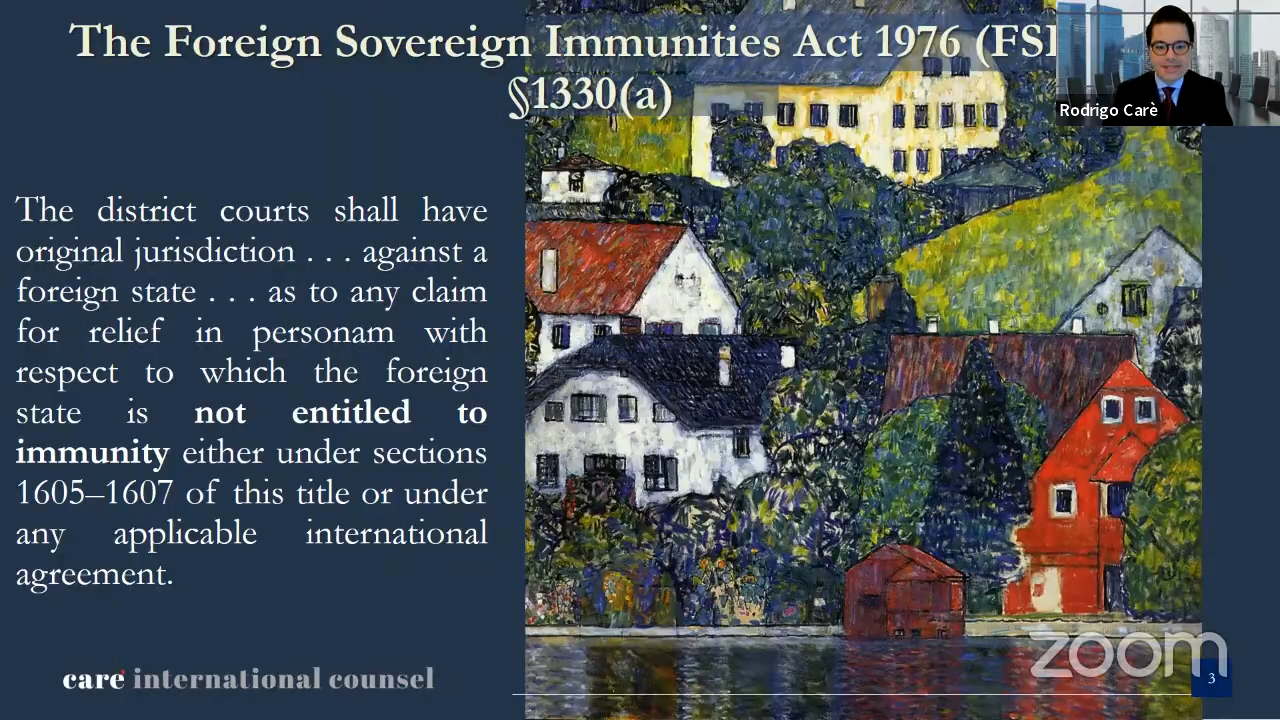 The Foreign Sovereign Immunities Act 1976 (FSI
§1330(a)
Rodrigo Carè
The district courts shall have
original jurisdiction . . . against a
foreign state . . . as to any claim
for relief in personam with
respect to which the foreign
state is not entitled to
immunity either under sections
1605–1607 of this title or under
any applicable international
agreement.
carè international counsel
zoom
3